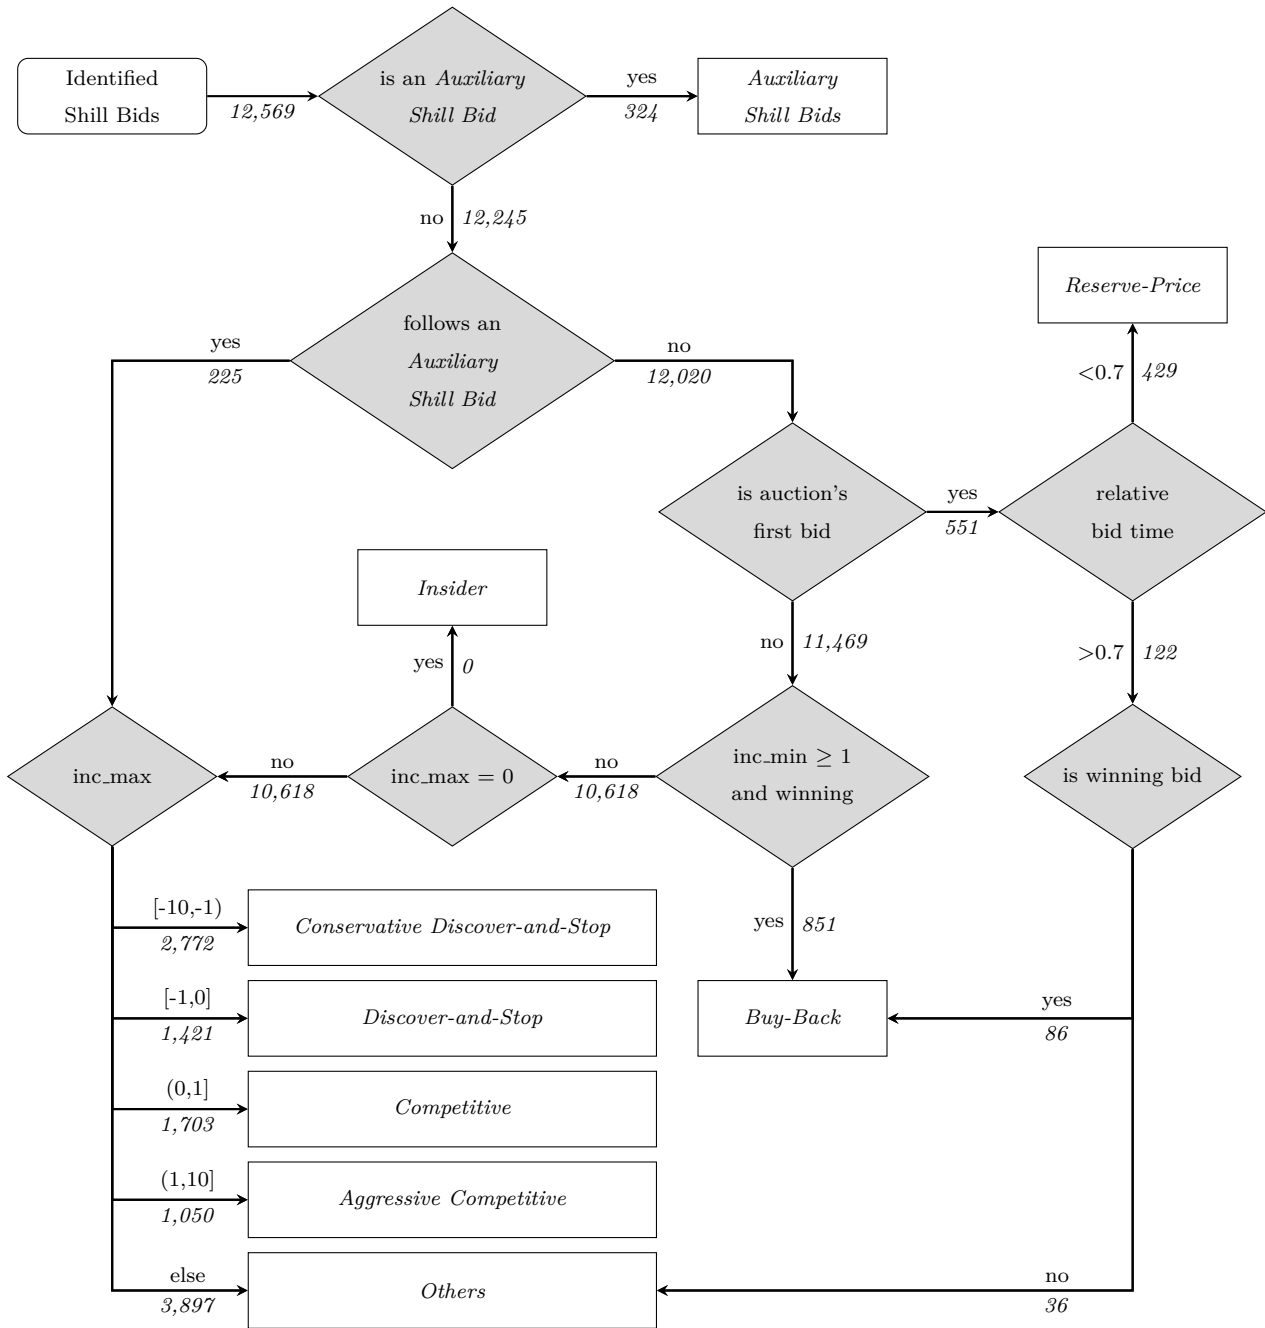 Identified
Shill Bids
12,569
is an Auxiliary
Shill Bid
yes
324
Auxiliary
Shill Bids
no
12,245
follows an
Auxiliary
Shill Bid
yes
225
no
12,020
Reserve-Price
<0.7
429
is auction's
first bid
yes
551
relative
bid time
no
11,469
>0.7
122
Insider
yes
0
inc_max
no
10,618
inc_max = 0
no
10,618
inc_min ≥ 1
and winning
is winning bid
yes
851
[-10,-1)
2,772
Conservative Discover-and-Stop
[-1,0]
1,421
Discover-and-Stop
Buy-Back
yes
86
(0,1]
1,703
Competitive
(1,10]
1,050
Aggressive Competitive
else
3,897
Others
no
36